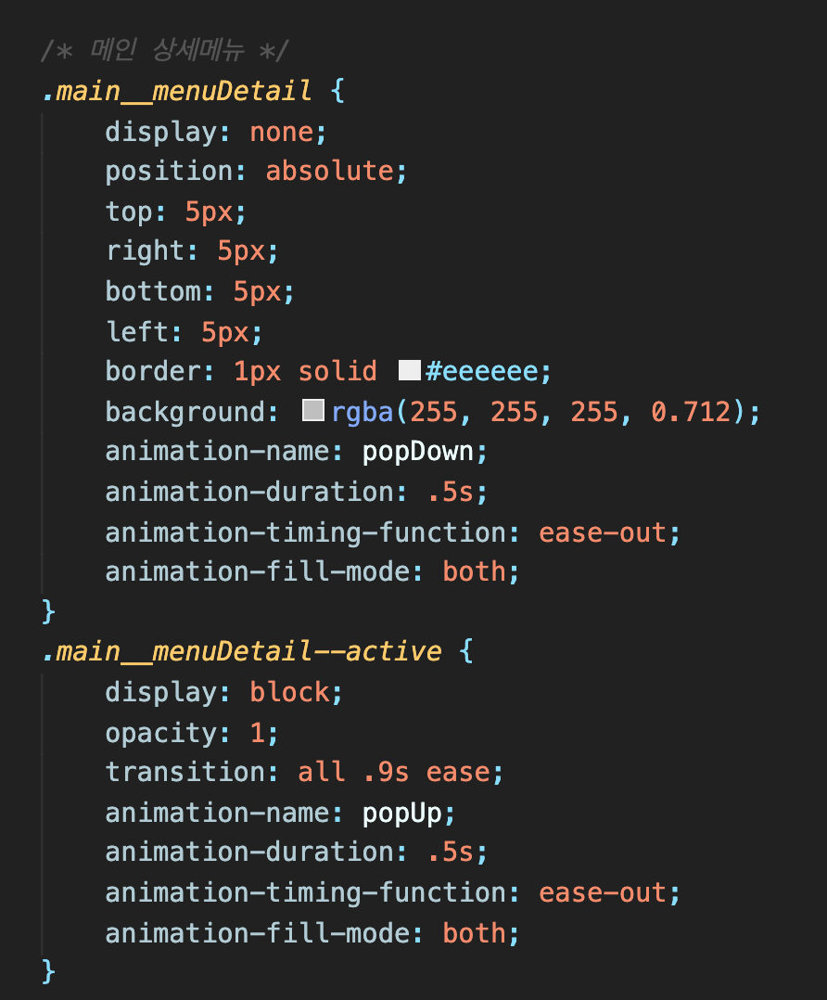 /* 메인 상세메뉴 */
.main__menuDetail {
display: none;
position: absolute;
top: 5px;
right: 5px;
bottom: 5px;
left: 5px;
border: 1px solid #eeeeee;
background: rgba(255, 255, 255, 0.712);
animation-name: popDown;
animation-duration: .5s;
animation-timing-function: ease-out;
animation-fill-mode: both;
}
.main__menuDetail--active {
display: block;
opacity: 1;
transition: all .9s ease;
animation-name: popUp;
animation-duration: .5s;
animation-timing-function: ease-out;
animation-fill-mode: both;
}